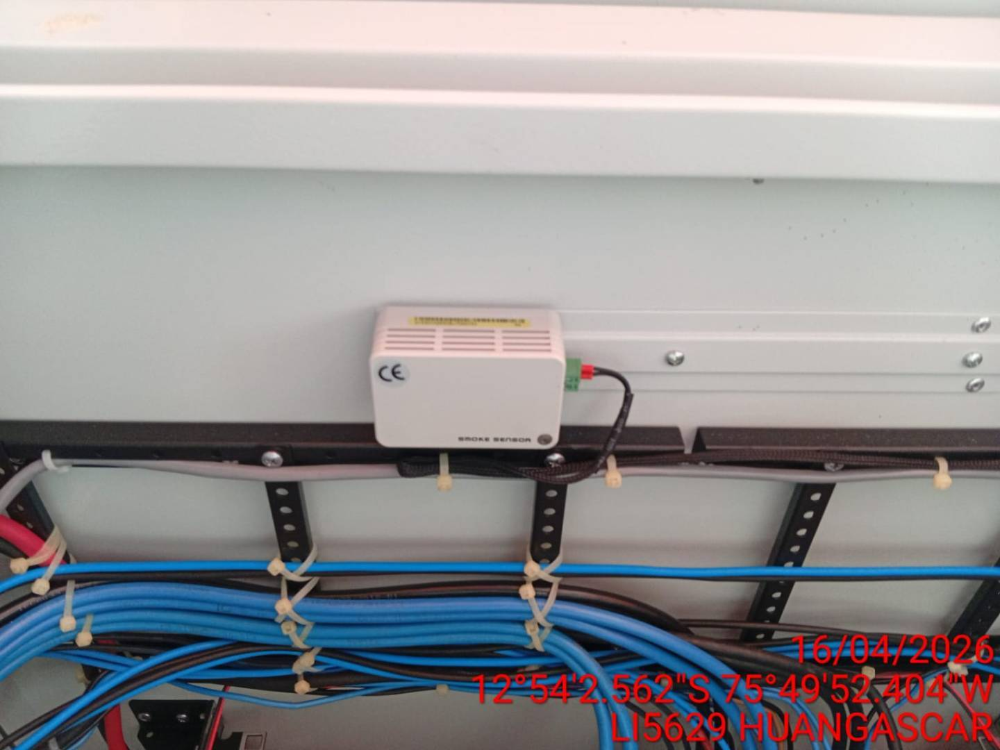 CE
SMOKE SENSOR
16/04/2026
12°54'2.562"S 75°49'52.404"W
LI5629 HUANGASCAR